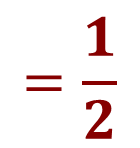 = 1/2